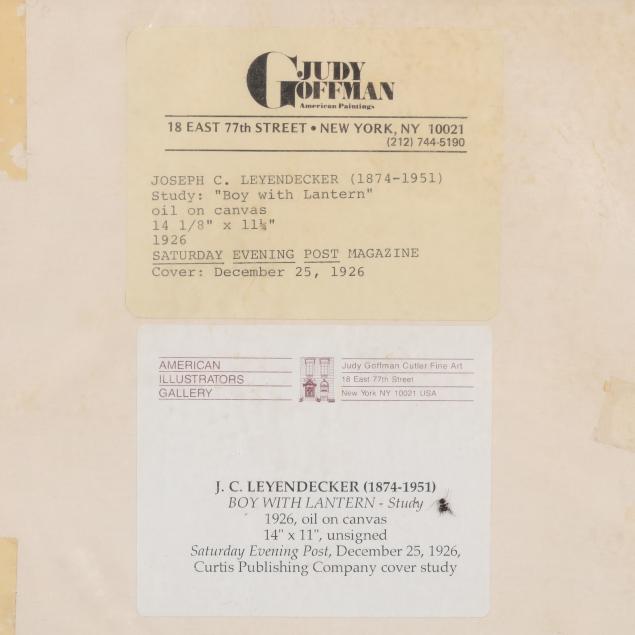 JUDY
GOFFMAN
American Paintings
18 EAST 77th STREET • NEW YORK, NY 10021
(212) 744-5190
JOSEPH C. LEYENDECKER (1874-1951)
Study: "Boy with Lantern"
oil on canvas
14 1/8" x 11¼"
1926
SATURDAY EVENING POST MAGAZINE
Cover: December 25, 1926
AMERICAN
ILLUSTRATORS
GALLERY
Judy Goffman Cutler Fine Art
18 East 77th Street
New York NY 10021 USA
J. C. LEYENDECKER (1874-1951)
BOY WITH LANTERN - Study
1926, oil on canvas
14" x 11", unsigned
Saturday Evening Post, December 25, 1926,
Curtis Publishing Company cover study